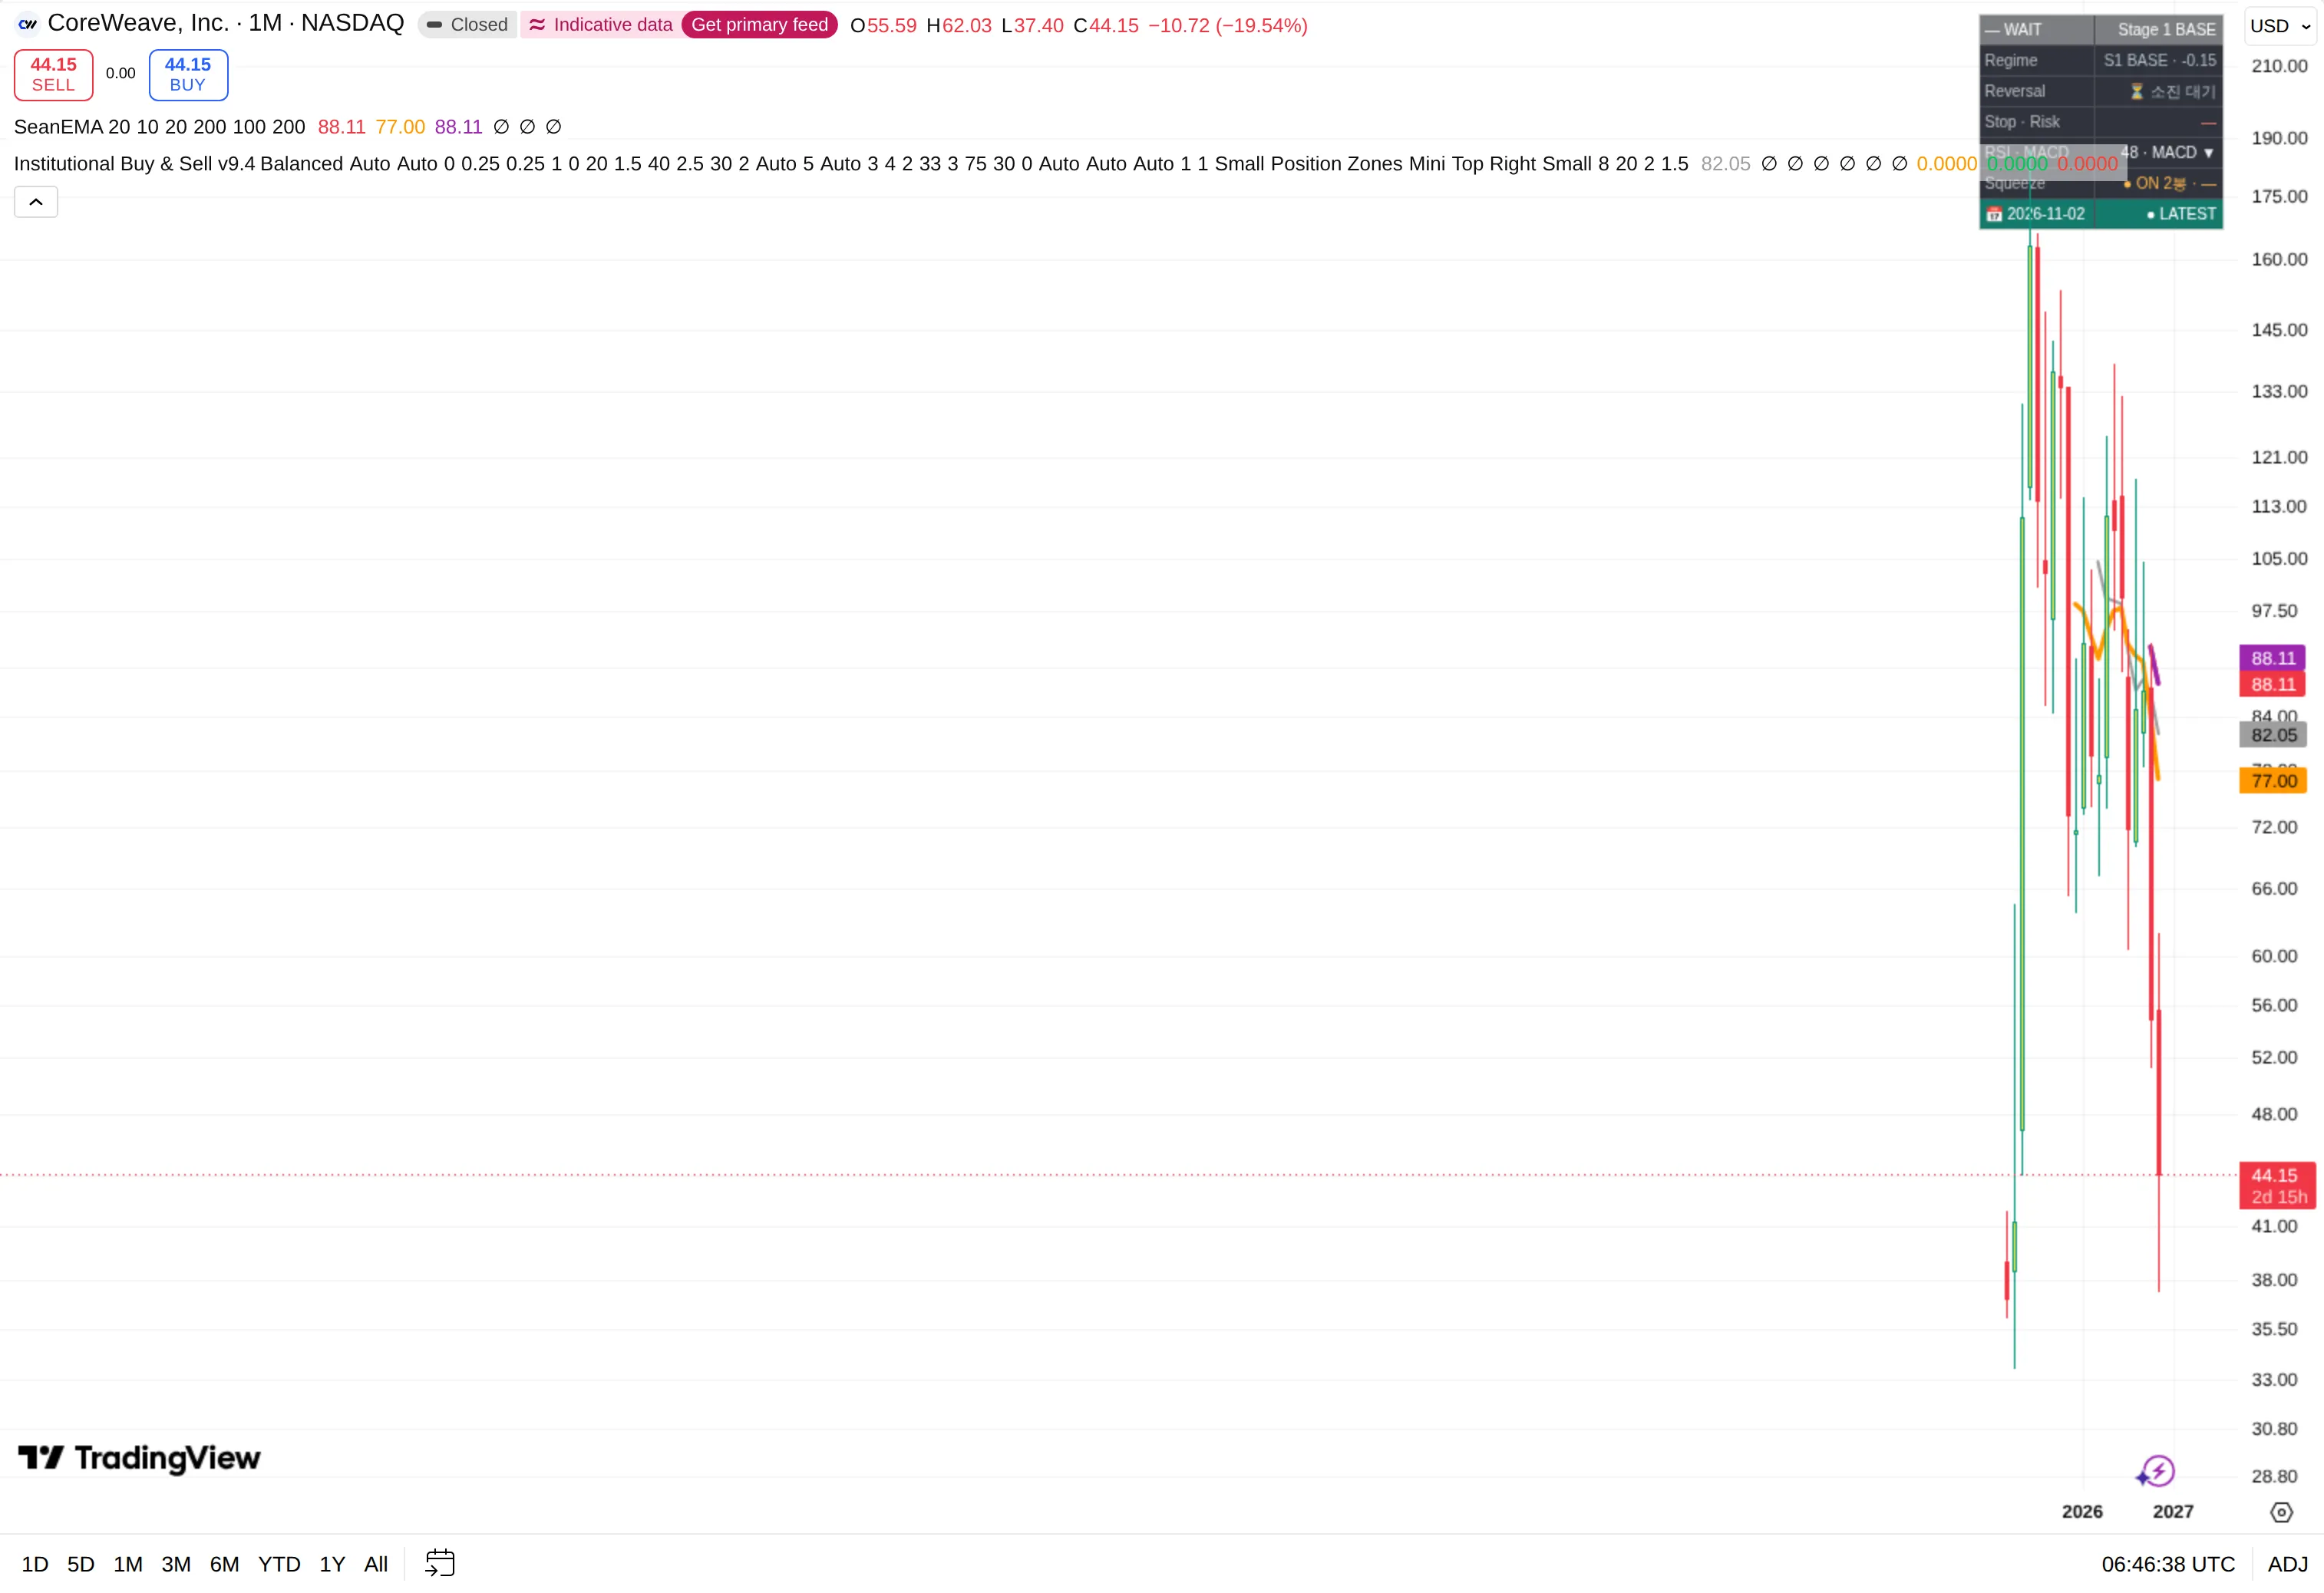 CoreWeave, Inc. · 1M · NASDAQ Closed Indicative data Get primary feed O55.59 H62.03 L37.40 C44.15 −10.72 (−19.54%)
44.15 SELL 0.00 44.15 BUY
SeanEMA 20 10 20 200 100 200 88.11 77.00 88.11 ∅ ∅ ∅
Institutional Buy & Sell v9.4 Balanced Auto Auto 0 0.25 0.25 1 0 20 1.5 40 2.5 30 2 Auto 5 Auto 3 4 2 33 3 75 30 0 Auto Auto Auto 1 1 Small Position Zones Mini Top Right Small 8 20 2 1.5 82.05 ∅ ∅ ∅ ∅ ∅ ∅ 0.0000 0.0000 0.0000
— WAIT Stage 1 BASE
Regime S1 BASE · -0.15
Reversal ⏳ 소진 대기
Stop · Risk —
RSI · MACD 48 · MACD ▼
Squeeze ● ON 2봉 · —
📅 2026-11-02 ● LATEST
USD
210.00
190.00
175.00
160.00
145.00
133.00
121.00
113.00
105.00
97.50
88.11
88.11
84.00
82.05
77.00
72.00
66.00
60.00
56.00
52.00
48.00
44.15
2d 15h
41.00
38.00
35.50
33.00
30.80
28.80
TradingView
2026 2027
1D 5D 1M 3M 6M YTD 1Y All
06:46:38 UTC ADJ